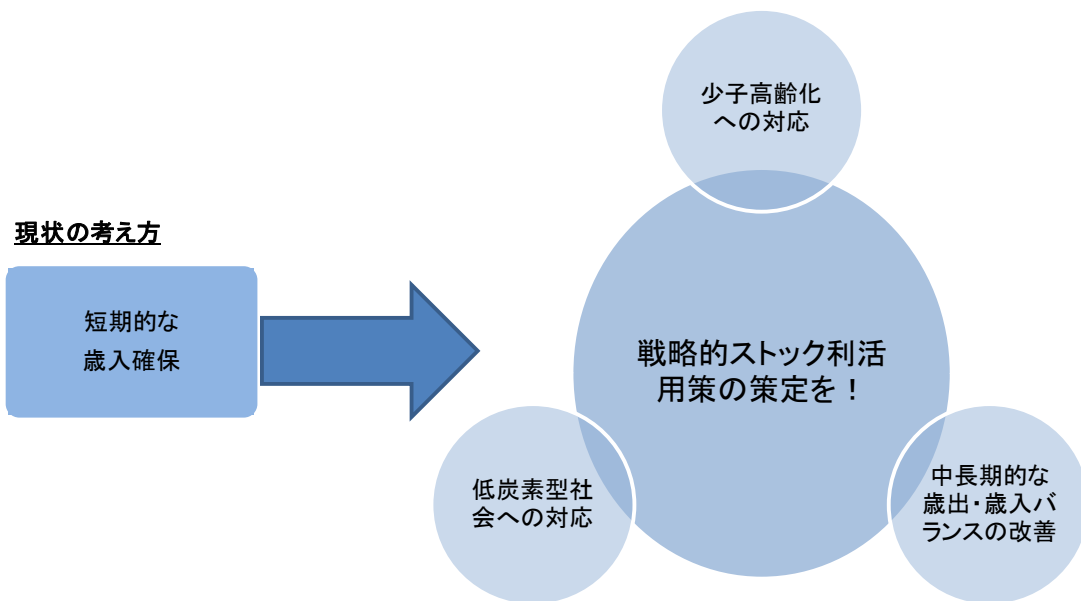 現状の考え方
短期的な
歳入確保
少子高齢化
への対応
戦略的ストック利活
用策の策定を！
低炭素型社
会への対応
中長期的な
歳出・歳入バ
ランスの改善